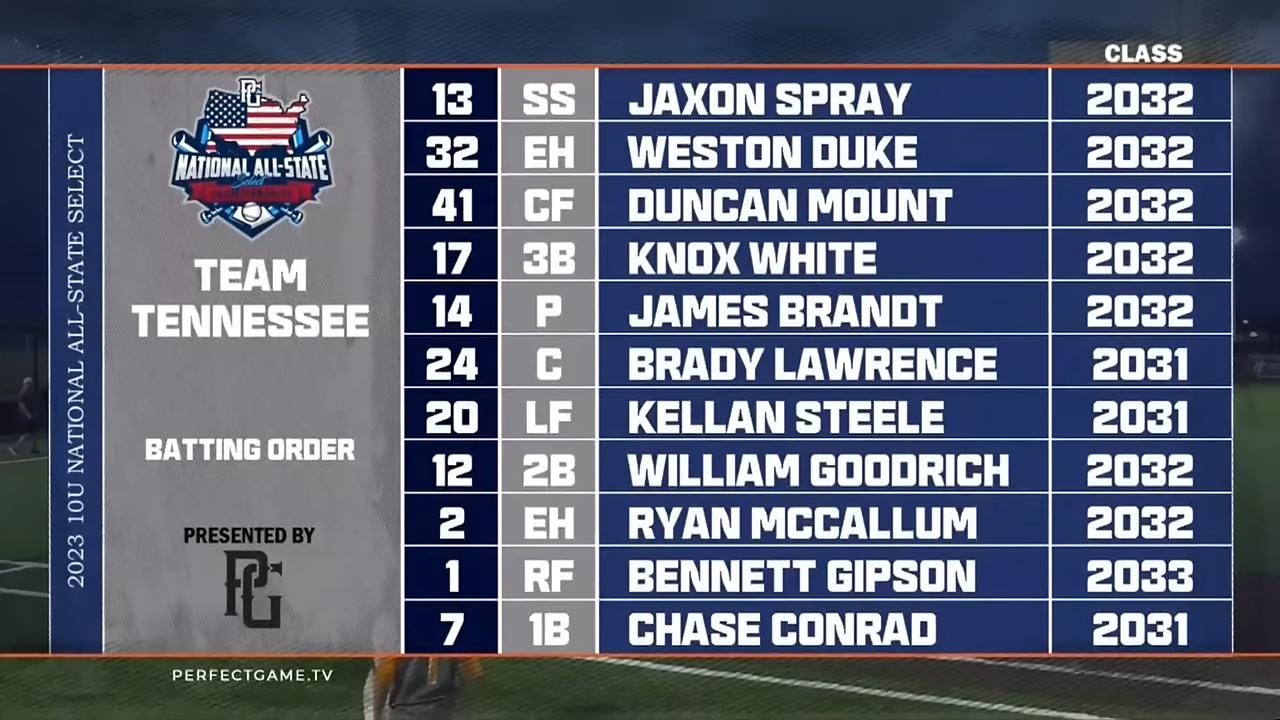 CLASS
2023 10U NATIONAL ALL-STATE SELECT
PG
NATIONAL ALL-STATE
Select
TEAM
TENNESSEE
BATTING ORDER
PRESENTED BY
PG
13 SS JAXON SPRAY 2032
32 EH WESTON DUKE 2032
41 CF DUNCAN MOUNT 2032
17 3B KNOX WHITE 2032
14 P JAMES BRANDT 2032
24 C BRADY LAWRENCE 2031
20 LF KELLAN STEELE 2031
12 2B WILLIAM GOODRICH 2032
2 EH RYAN MCCALLUM 2032
1 RF BENNETT GIPSON 2033
7 1B CHASE CONRAD 2031
PERFECTGAME.TV